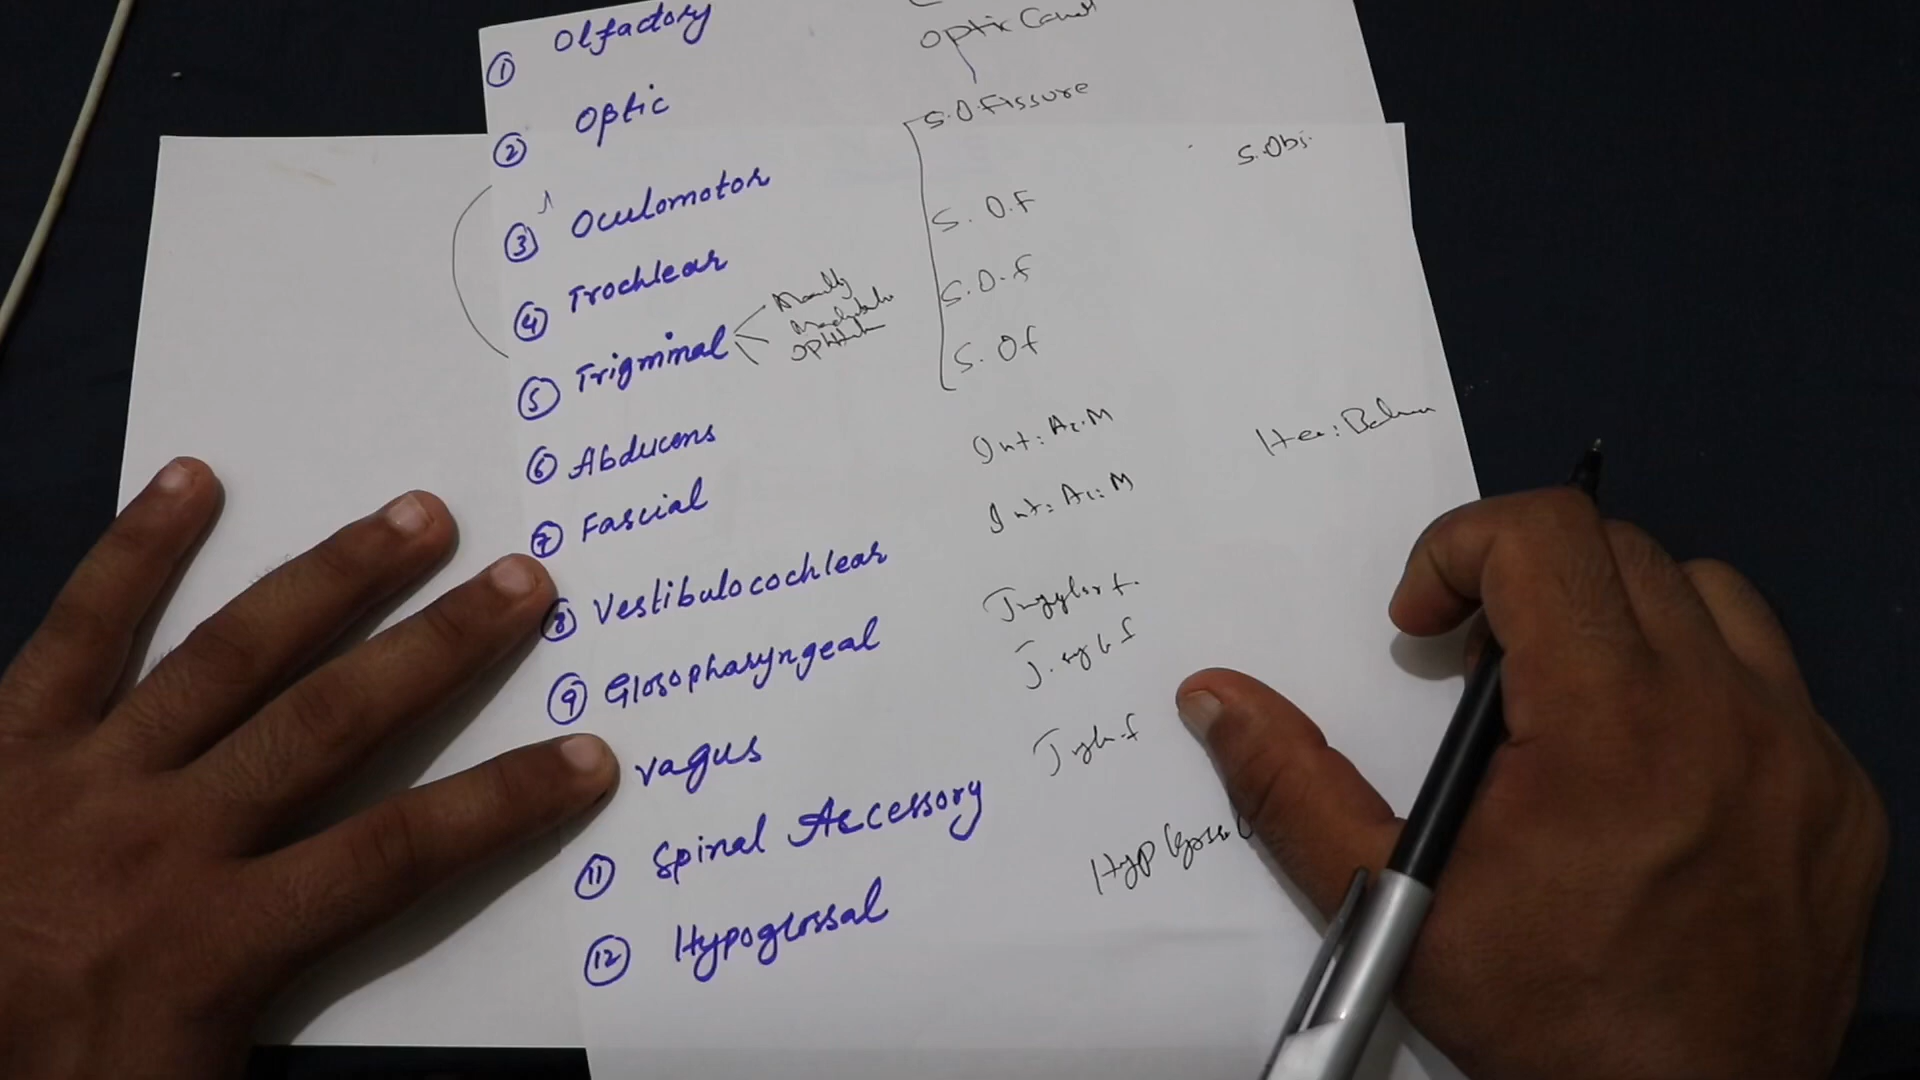 ① Olfactory
optic Canal
② Optic
S.O.Fissure
S.Obj.
③ Oculomotor
S. O.F
④ Trochlear
S.O.F
⑤ Trigminal
S. Of
⑥ Abducens
Int: Ac.M
⑦ Fascial
Int: Ac: M
⑧ Vestibulocochlear
⑨ Glosopharyngeal
vagus
⑪ Spinal Accessory
⑫ Hypoglossal